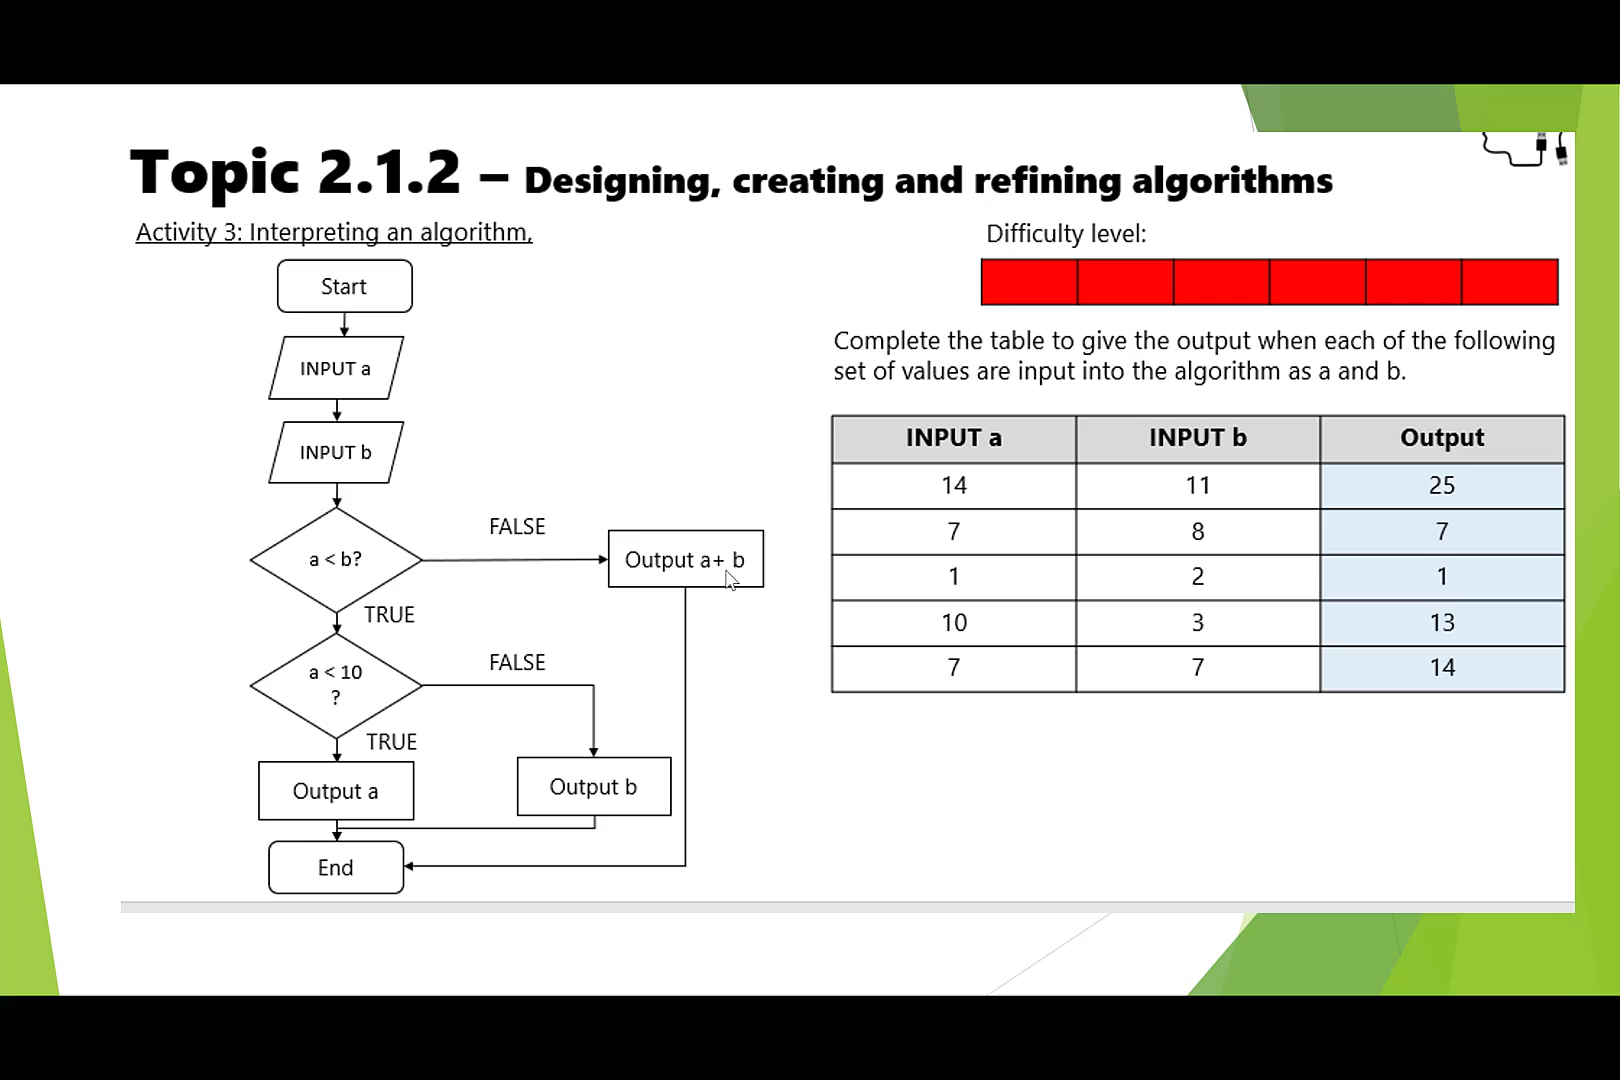 Topic 2.1.2 – Designing, creating and refining algorithms
Activity 3: Interpreting an algorithm,
Start
INPUT a
INPUT b
a < b?
FALSE
Output a+ b
TRUE
a < 10
?
FALSE
TRUE
Output a
Output b
End
Difficulty level:
Complete the table to give the output when each of the following
set of values are input into the algorithm as a and b.
INPUT a INPUT b Output
14 11 25
7 8 7
1 2 1
10 3 13
7 7 14